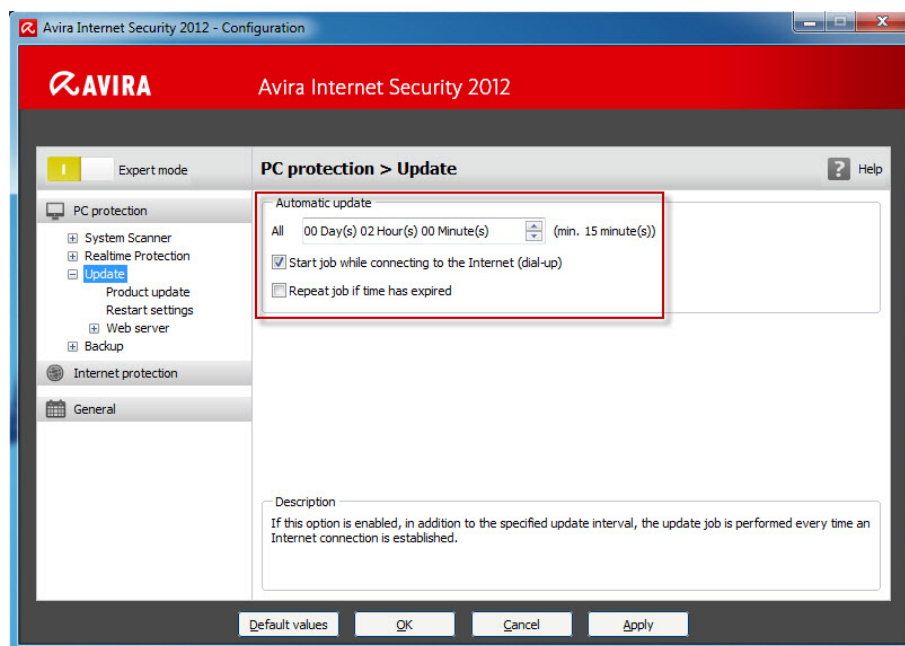 Avira Internet Security 2012 - Configuration
AVIRA
Avira Internet Security 2012
Expert mode
PC protection > Update
? Help
PC protection
System Scanner
Realtime Protection
Update
Product update
Restart settings
Web server
Backup
Internet protection
General
Automatic update
All 00 Day(s) 02 Hour(s) 00 Minute(s) (min. 15 minute(s))
Start job while connecting to the Internet (dial-up)
Repeat job if time has expired
Description
If this option is enabled, in addition to the specified update interval, the update job is performed every time an
Internet connection is established.
Default values OK Cancel Apply